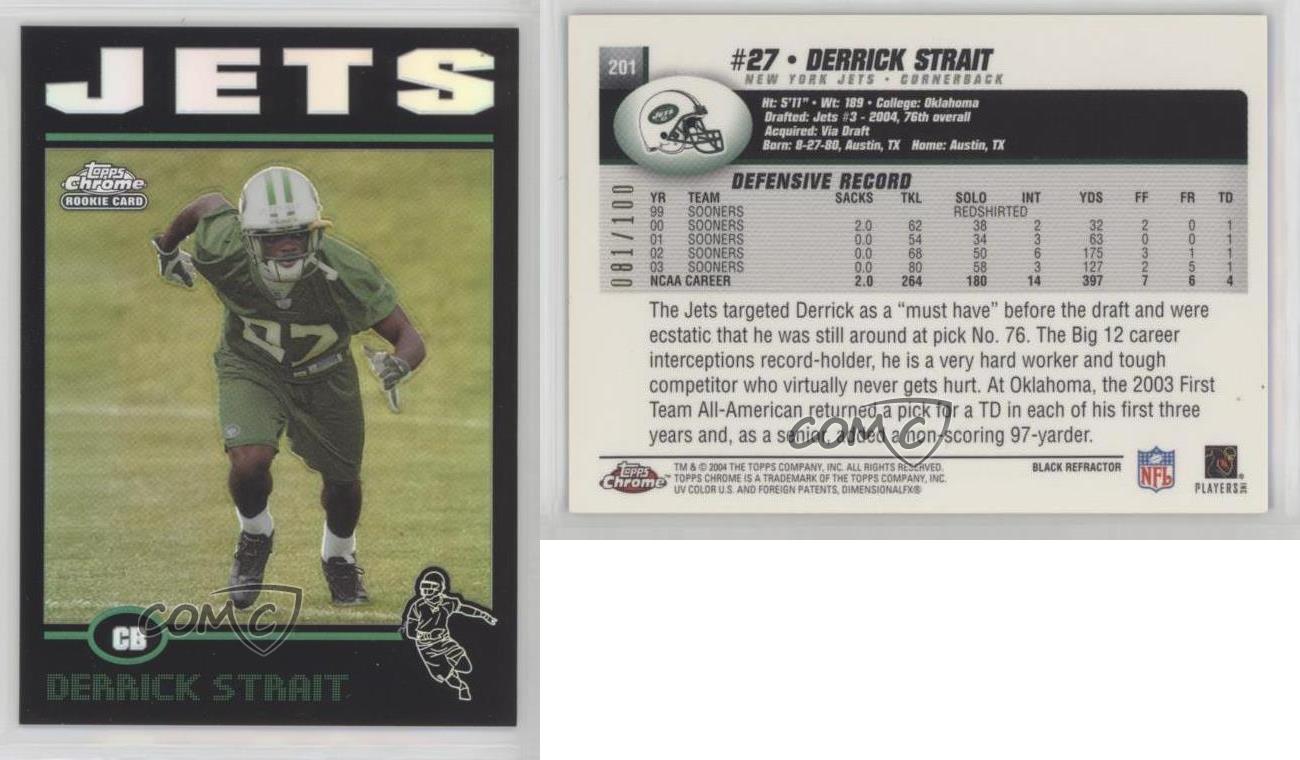 JETS
Topps
Chrome
ROOKIE CARD
27
CB
DERRICK STRAIT
COMC
201
#27 • DERRICK STRAIT
NEW YORK JETS • CORNERBACK
JETS
Ht: 5'11" • Wt: 189 • College: Oklahoma
Drafted: Jets #3 - 2004, 76th overall
Acquired: Via Draft
Born: 8-27-80, Austin, TX Home: Austin, TX
DEFENSIVE RECORD
YR TEAM SACKS TKL SOLO INT YDS FF FR TD
99 SOONERS REDSHIRTED
00 SOONERS 2.0 62 38 2 32 2 0 1
01 SOONERS 0.0 54 34 3 63 0 0 1
02 SOONERS 0.0 68 50 6 175 3 1 1
03 SOONERS 0.0 80 58 3 127 2 5 1
NCAA CAREER 2.0 264 180 14 397 7 6 4
081/100
The Jets targeted Derrick as a “must have” before the draft and were
ecstatic that he was still around at pick No. 76. The Big 12 career
interceptions record-holder, he is a very hard worker and tough
competitor who virtually never gets hurt. At Oklahoma, the 2003 First
Team All-American returned a pick for a TD in each of his first three
years and, as a senior, added a non-scoring 97-yarder.
COMC
Topps
Chrome
TM & © 2004 THE TOPPS COMPANY, INC. ALL RIGHTS RESERVED.
TOPPS CHROME IS A TRADEMARK OF THE TOPPS COMPANY, INC.
UV COLOR U.S. AND FOREIGN PATENTS, DIMENSIONALFX®
BLACK REFRACTOR
NFL
PLAYERS INC